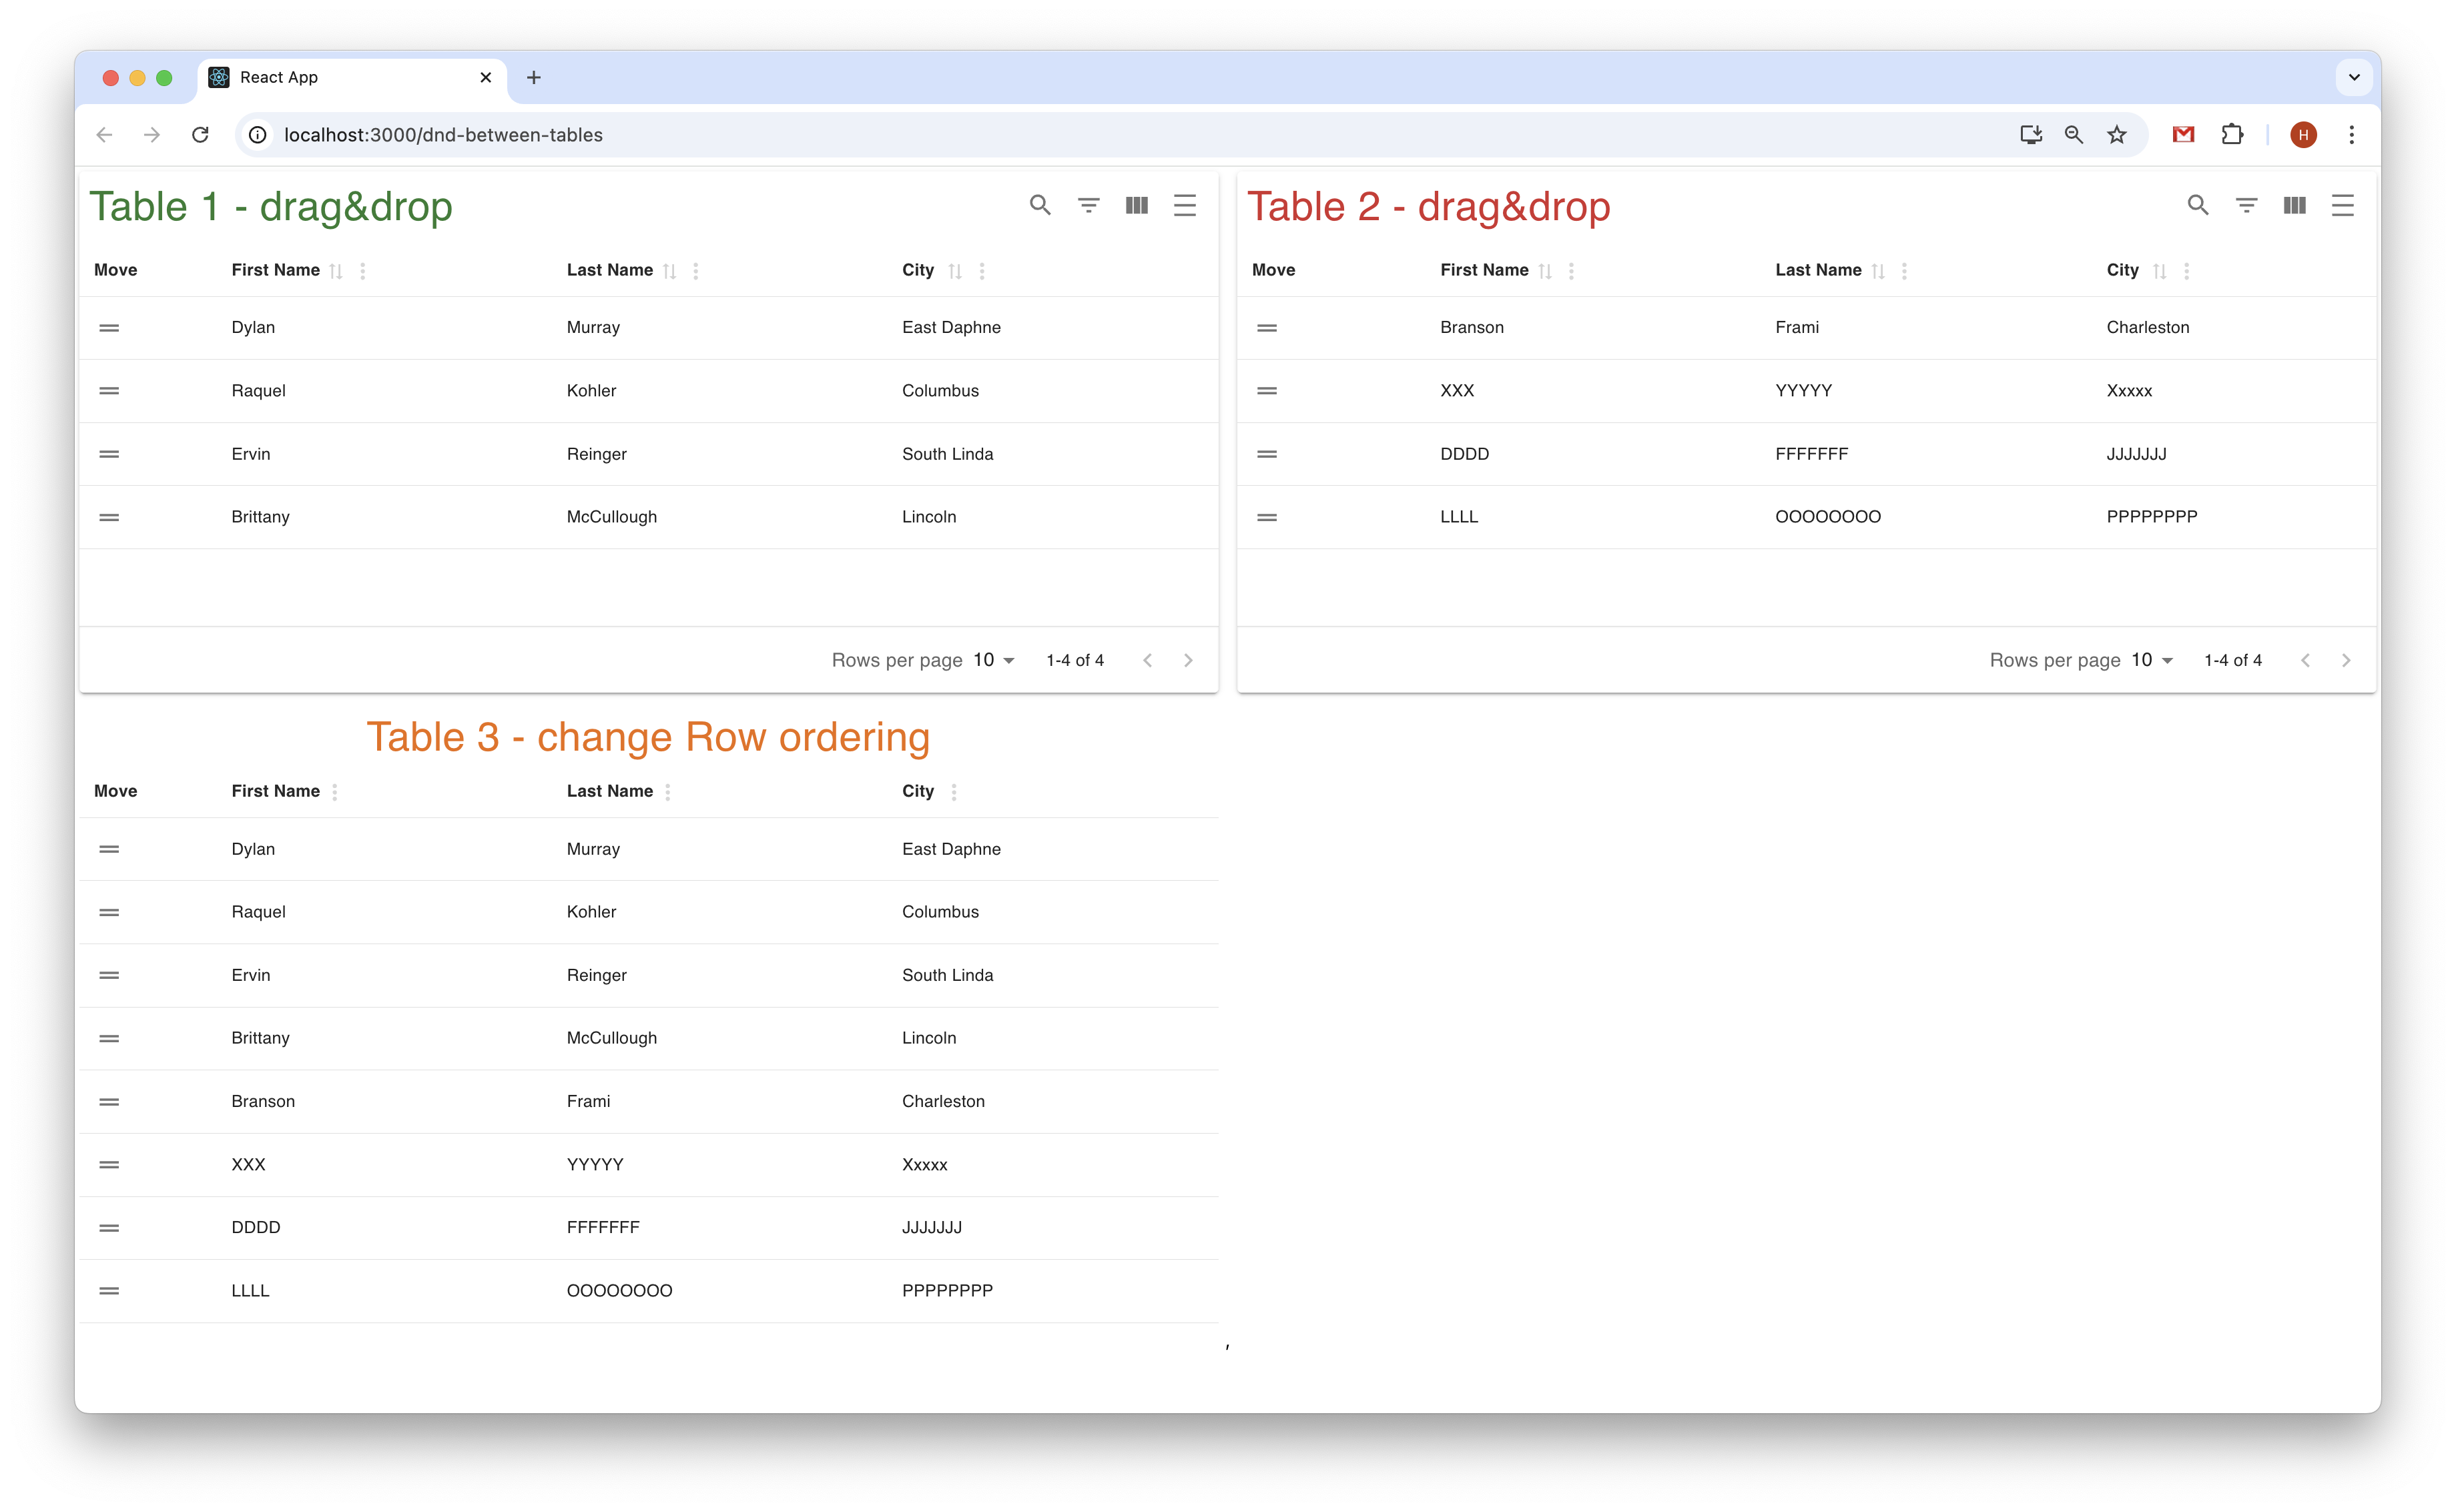 React App
localhost:3000/dnd-between-tables
H
Table 1 - drag&drop
Move First Name Last Name City
Dylan Murray East Daphne
Raquel Kohler Columbus
Ervin Reinger South Linda
Brittany McCullough Lincoln
Rows per page 10 1-4 of 4
Table 2 - drag&drop
Move First Name Last Name City
Branson Frami Charleston
XXX YYYYY Xxxxx
DDDD FFFFFFF JJJJJJJ
LLLL OOOOOOOO PPPPPPPP
Rows per page 10 1-4 of 4
Table 3 - change Row ordering
Move First Name Last Name City
Dylan Murray East Daphne
Raquel Kohler Columbus
Ervin Reinger South Linda
Brittany McCullough Lincoln
Branson Frami Charleston
XXX YYYYY Xxxxx
DDDD FFFFFFF JJJJJJJ
LLLL OOOOOOOO PPPPPPPP
,